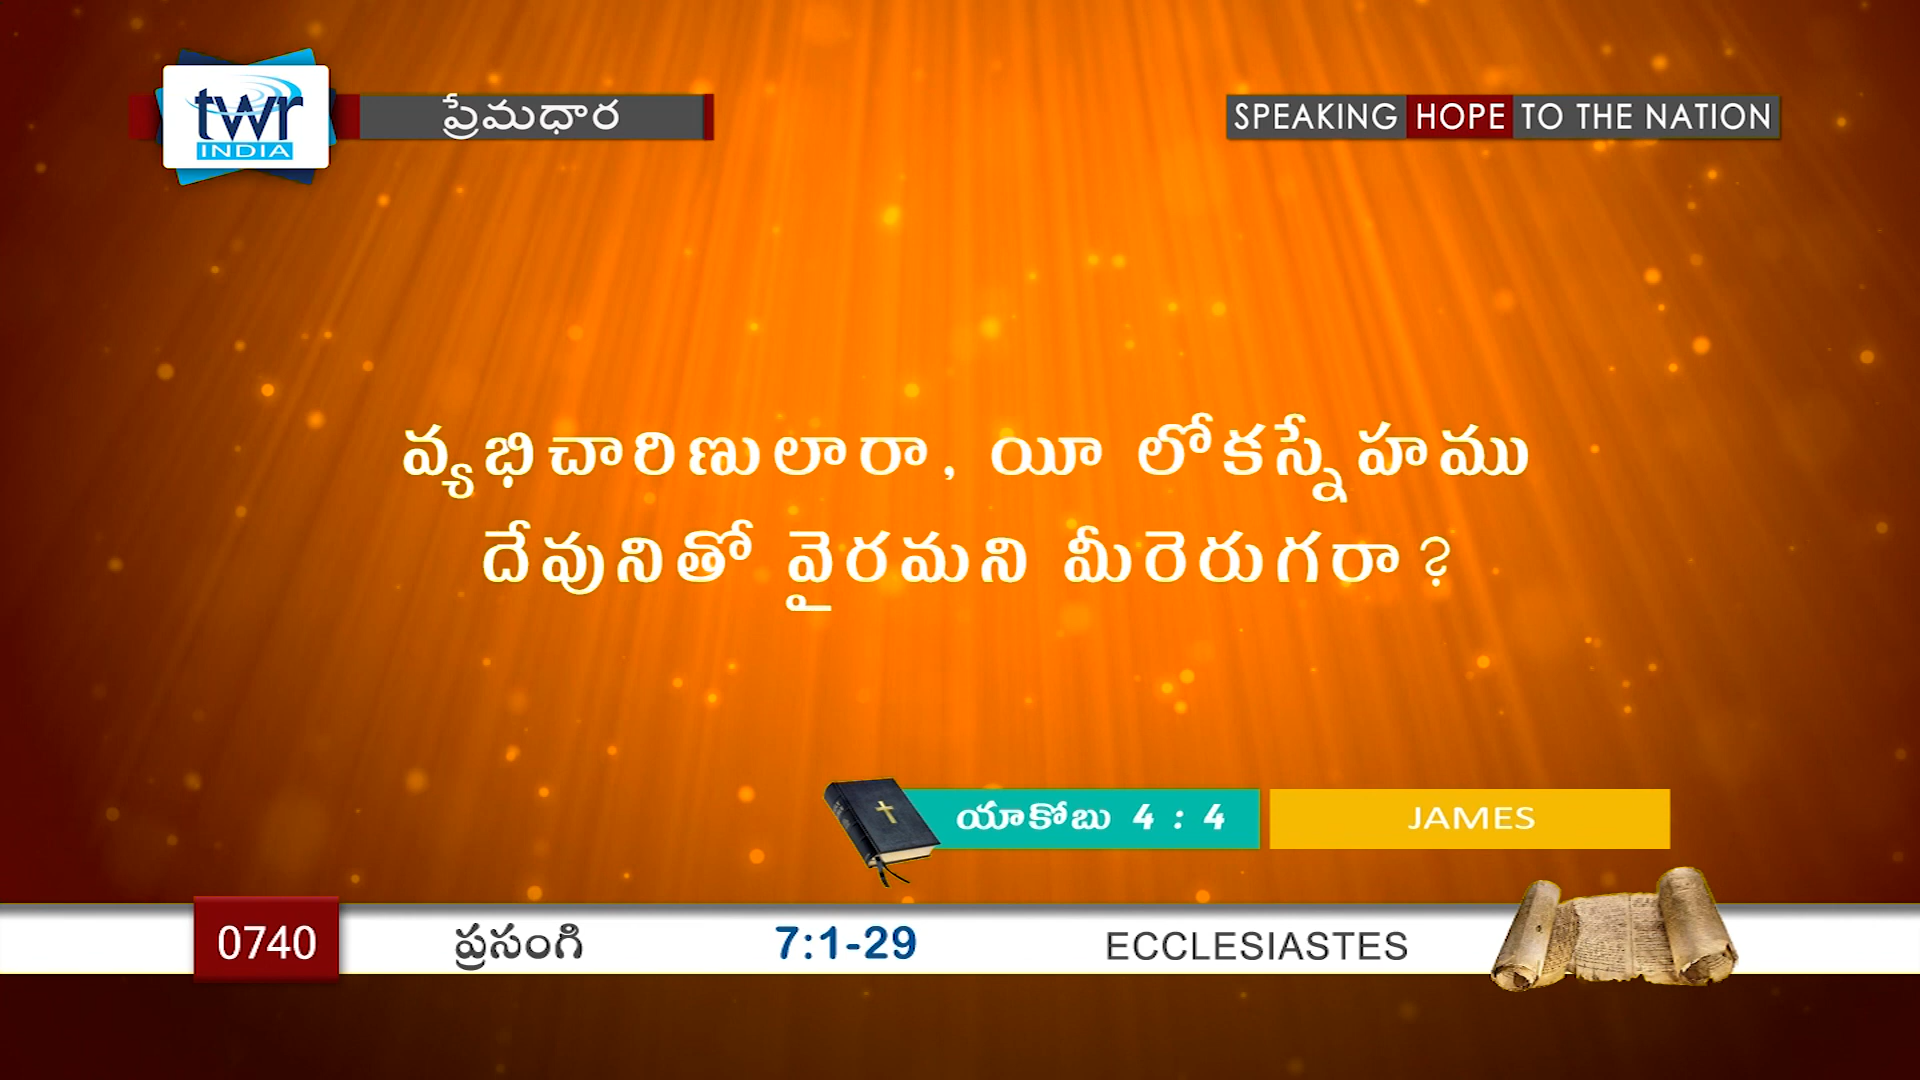 twr
INDIA
ప్రేమధార
SPEAKING HOPE TO THE NATION
వ్యభిచారిణులారా, యీ లోకస్నేహము
దేవునితో వైరమని మీరెరుగరా?
యాకోబు 4 : 4
JAMES
0740 ప్రసంగి 7:1-29 ECCLESIASTES